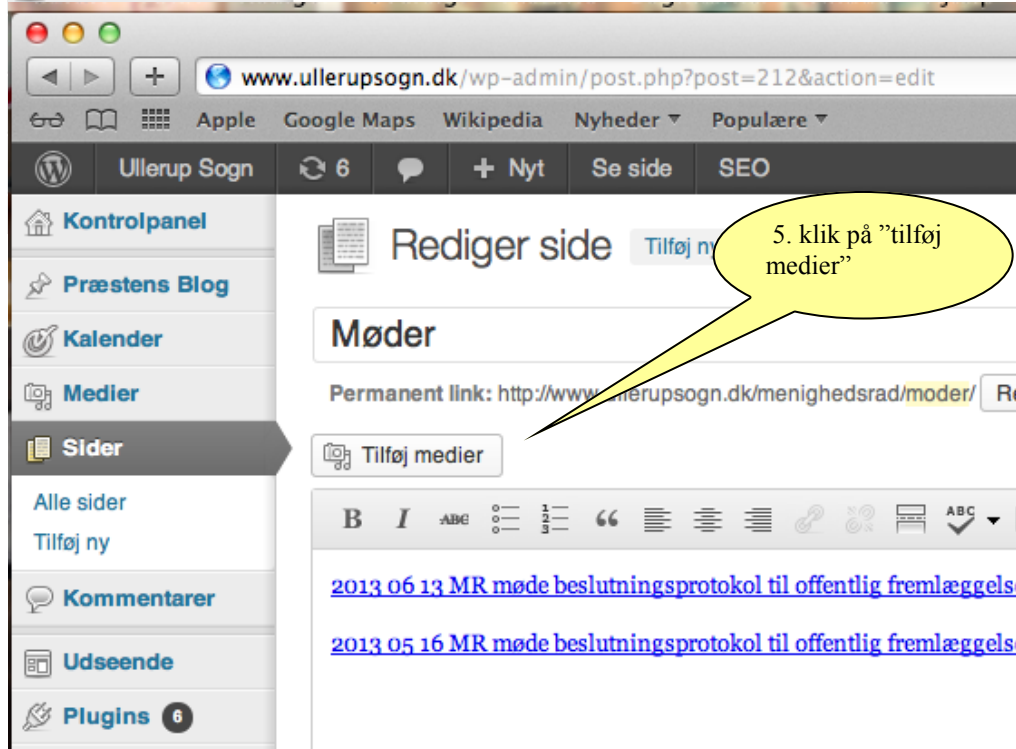 www.ullerupsogn.dk/wp-admin/post.php?post=212&action=edit
Apple Google Maps Wikipedia Nyheder ▾ Populære ▾
Ullerup Sogn 6 + Nyt Se side SEO
Kontrolpanel
Præstens Blog
Kalender
Medier
Sider
Alle sider
Tilføj ny
Kommentarer
Udseende
Plugins 6
Rediger side Tilføj
5. klik på ”tilføj
medier”
Møder
Permanent link: http://www.ullerupsogn.dk/menighedsrad/moder/
Tilføj medier
B I ABC “ ABC
2013 06 13 MR møde beslutningsprotokol til offentlig
2013 05 16 MR møde beslutningsprotokol til offentlig